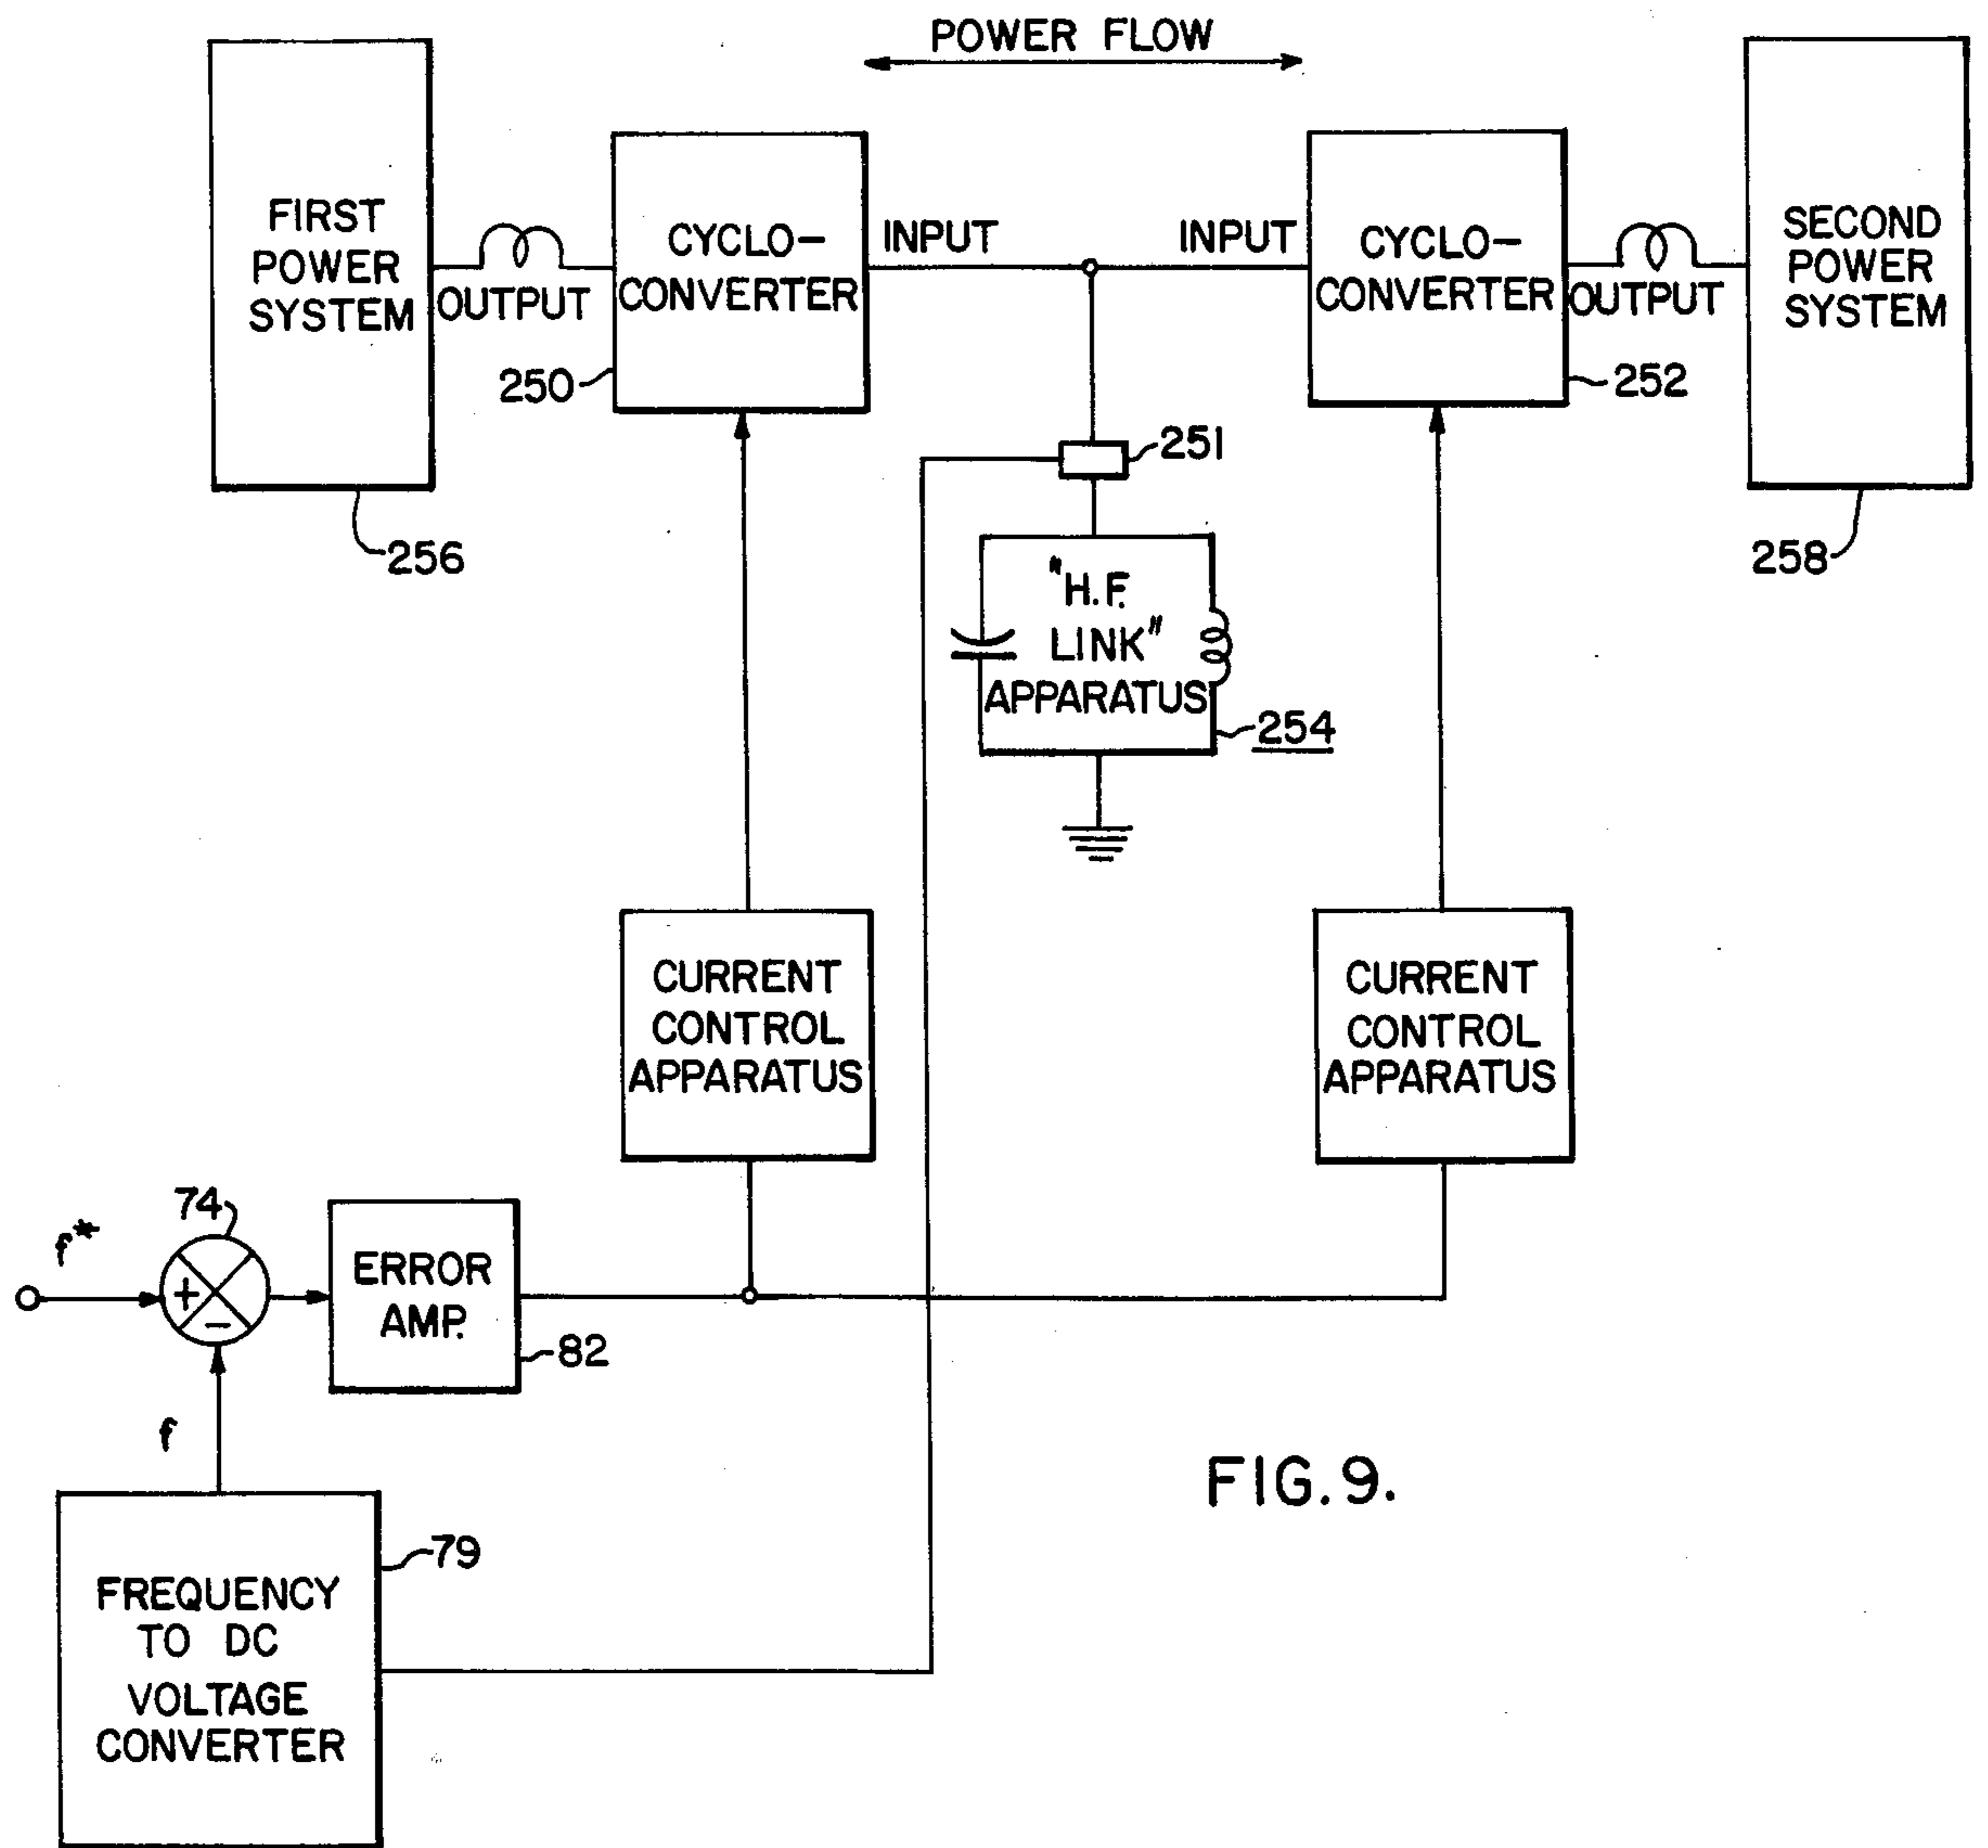 POWER FLOW
FIRST
POWER
SYSTEM
OUTPUT
CYCLO-
CONVERTER
INPUT
INPUT
CYCLO-
CONVERTER
OUTPUT
SECOND
POWER
SYSTEM
250
252
251
256
258
"H.F.
LINK"
APPARATUS
254
CURRENT
CONTROL
APPARATUS
CURRENT
CONTROL
APPARATUS
74
f*
+
-
ERROR
AMP.
82
f
FIG. 9.
79
FREQUENCY
TO DC
VOLTAGE
CONVERTER